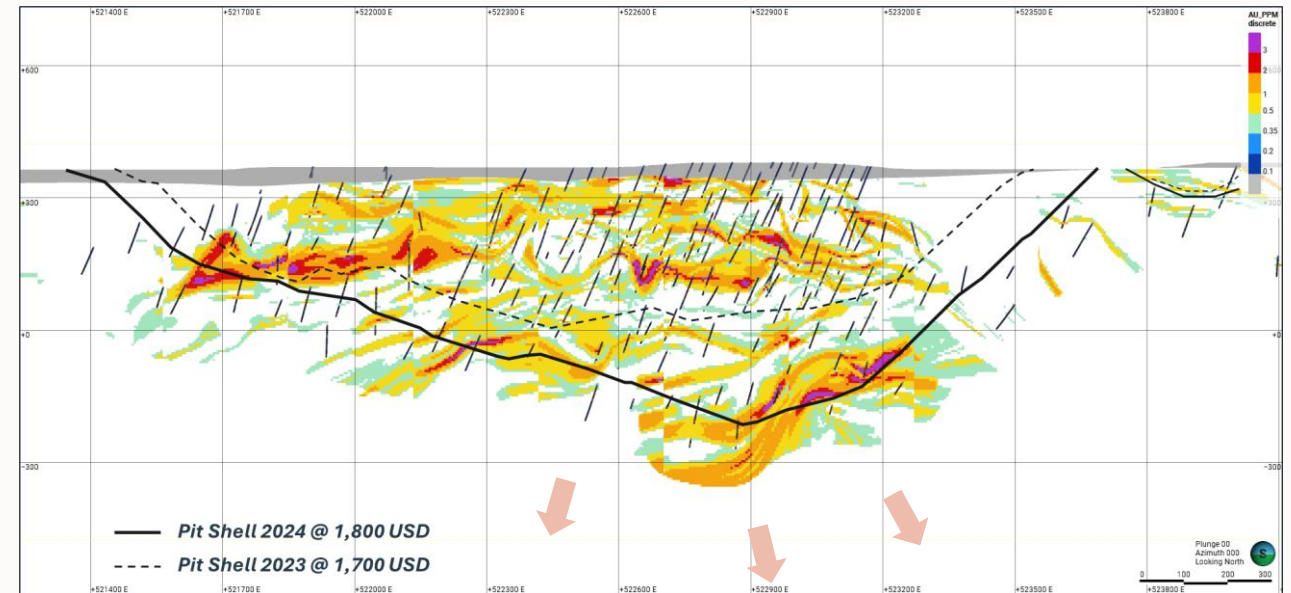 +521400 E +521700 E +522000 E +522300 E +522600 E +522900 E +523200 E +523500 E +523800 E
AU_PPM
discrete
3
+600 2
1
0.5
0.35
0.2
0.1
+300 +300
+0 +0
-300 -300
Pit Shell 2024 @ 1,800 USD
Pit Shell 2023 @ 1,700 USD
Plunge 00
Azimuth 000
Looking North
0 100 200 300
+521400 E +521700 E +522000 E +522300 E +522600 E +522900 E +523200 E +523500 E +523800 E